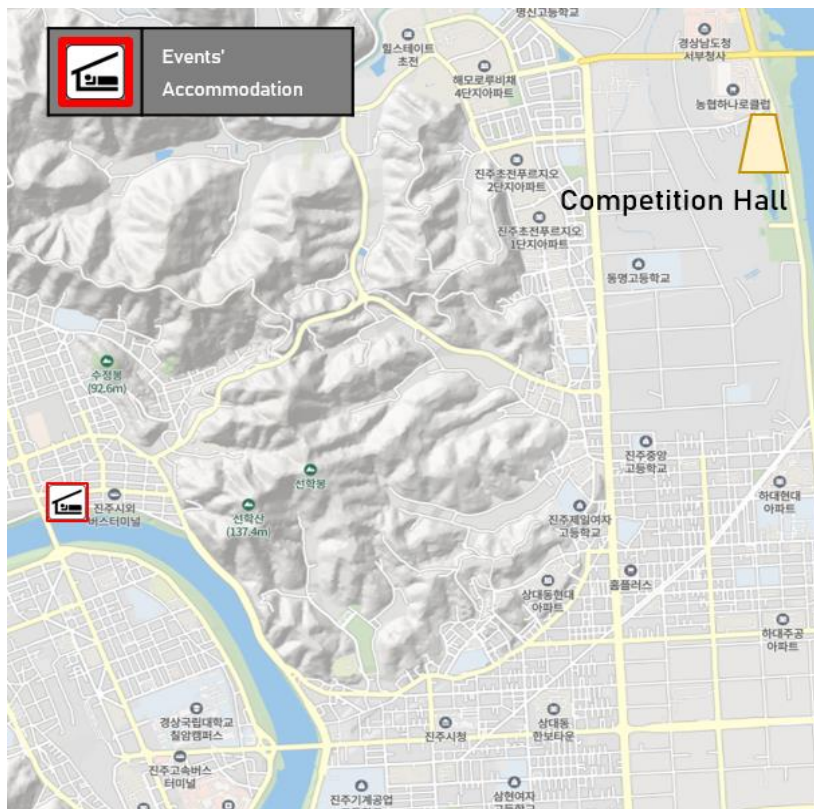 명신고등학교
Events'
Accommodation
힐스테이트
초전
경상남도청
서부청사
해모로루비채
4단지아파트
농협하나로클럽
진주초전푸르지오
2단지아파트
Competition Hall
진주초전푸르지오
1단지아파트
동명고등학교
수정봉
(92.6m)
진주중앙
고등학교
선학봉
하대현대
아파트
진주시외
버스터미널
선학산
(137.4m)
진주제일여자
고등학교
상대동현대
아파트
홈플러스
하대주공
아파트
경상국립대학교
칠암캠퍼스
진주시청
상대동
한보타운
진주고속버스
터미널
진주기계공업
삼현여자
고등학교